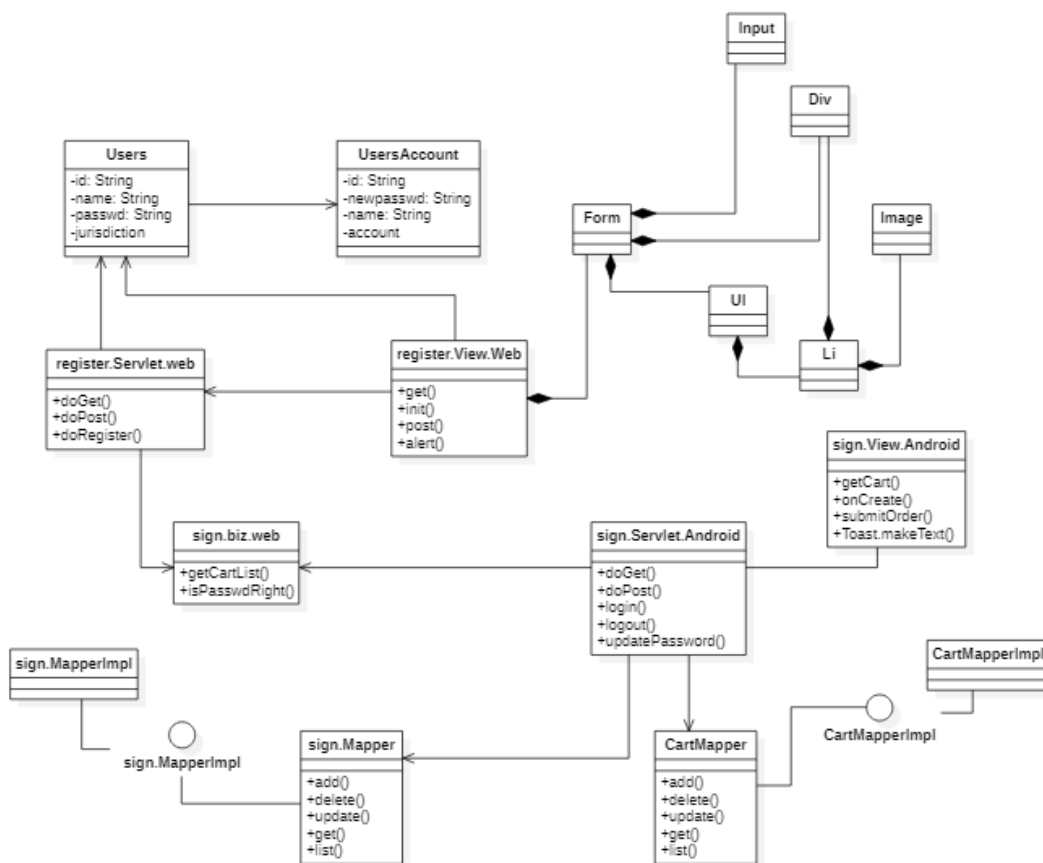 Input
Div
Users
-id: String
-name: String
-passwd: String
-jurisdiction
UsersAccount
-id: String
-newpasswd: String
-name: String
-account
Form
Image
Ul
Li
register.Servlet.web
+doGet()
+doPost()
+doRegister()
register.View.Web
+get()
+init()
+post()
+alert()
sign.View.Android
+getCart()
+onCreate()
+submitOrder()
+Toast.makeText()
sign.biz.web
+getCartList()
+isPasswdRight()
sign.Servlet.Android
+doGet()
+doPost()
+login()
+logout()
+updatePassword()
sign.MapperImpl
CartMapperImpl
sign.MapperImpl
sign.Mapper
+add()
+delete()
+update()
+get()
+list()
CartMapper
+add()
+delete()
+update()
+get()
+list()
CartMapperImpl